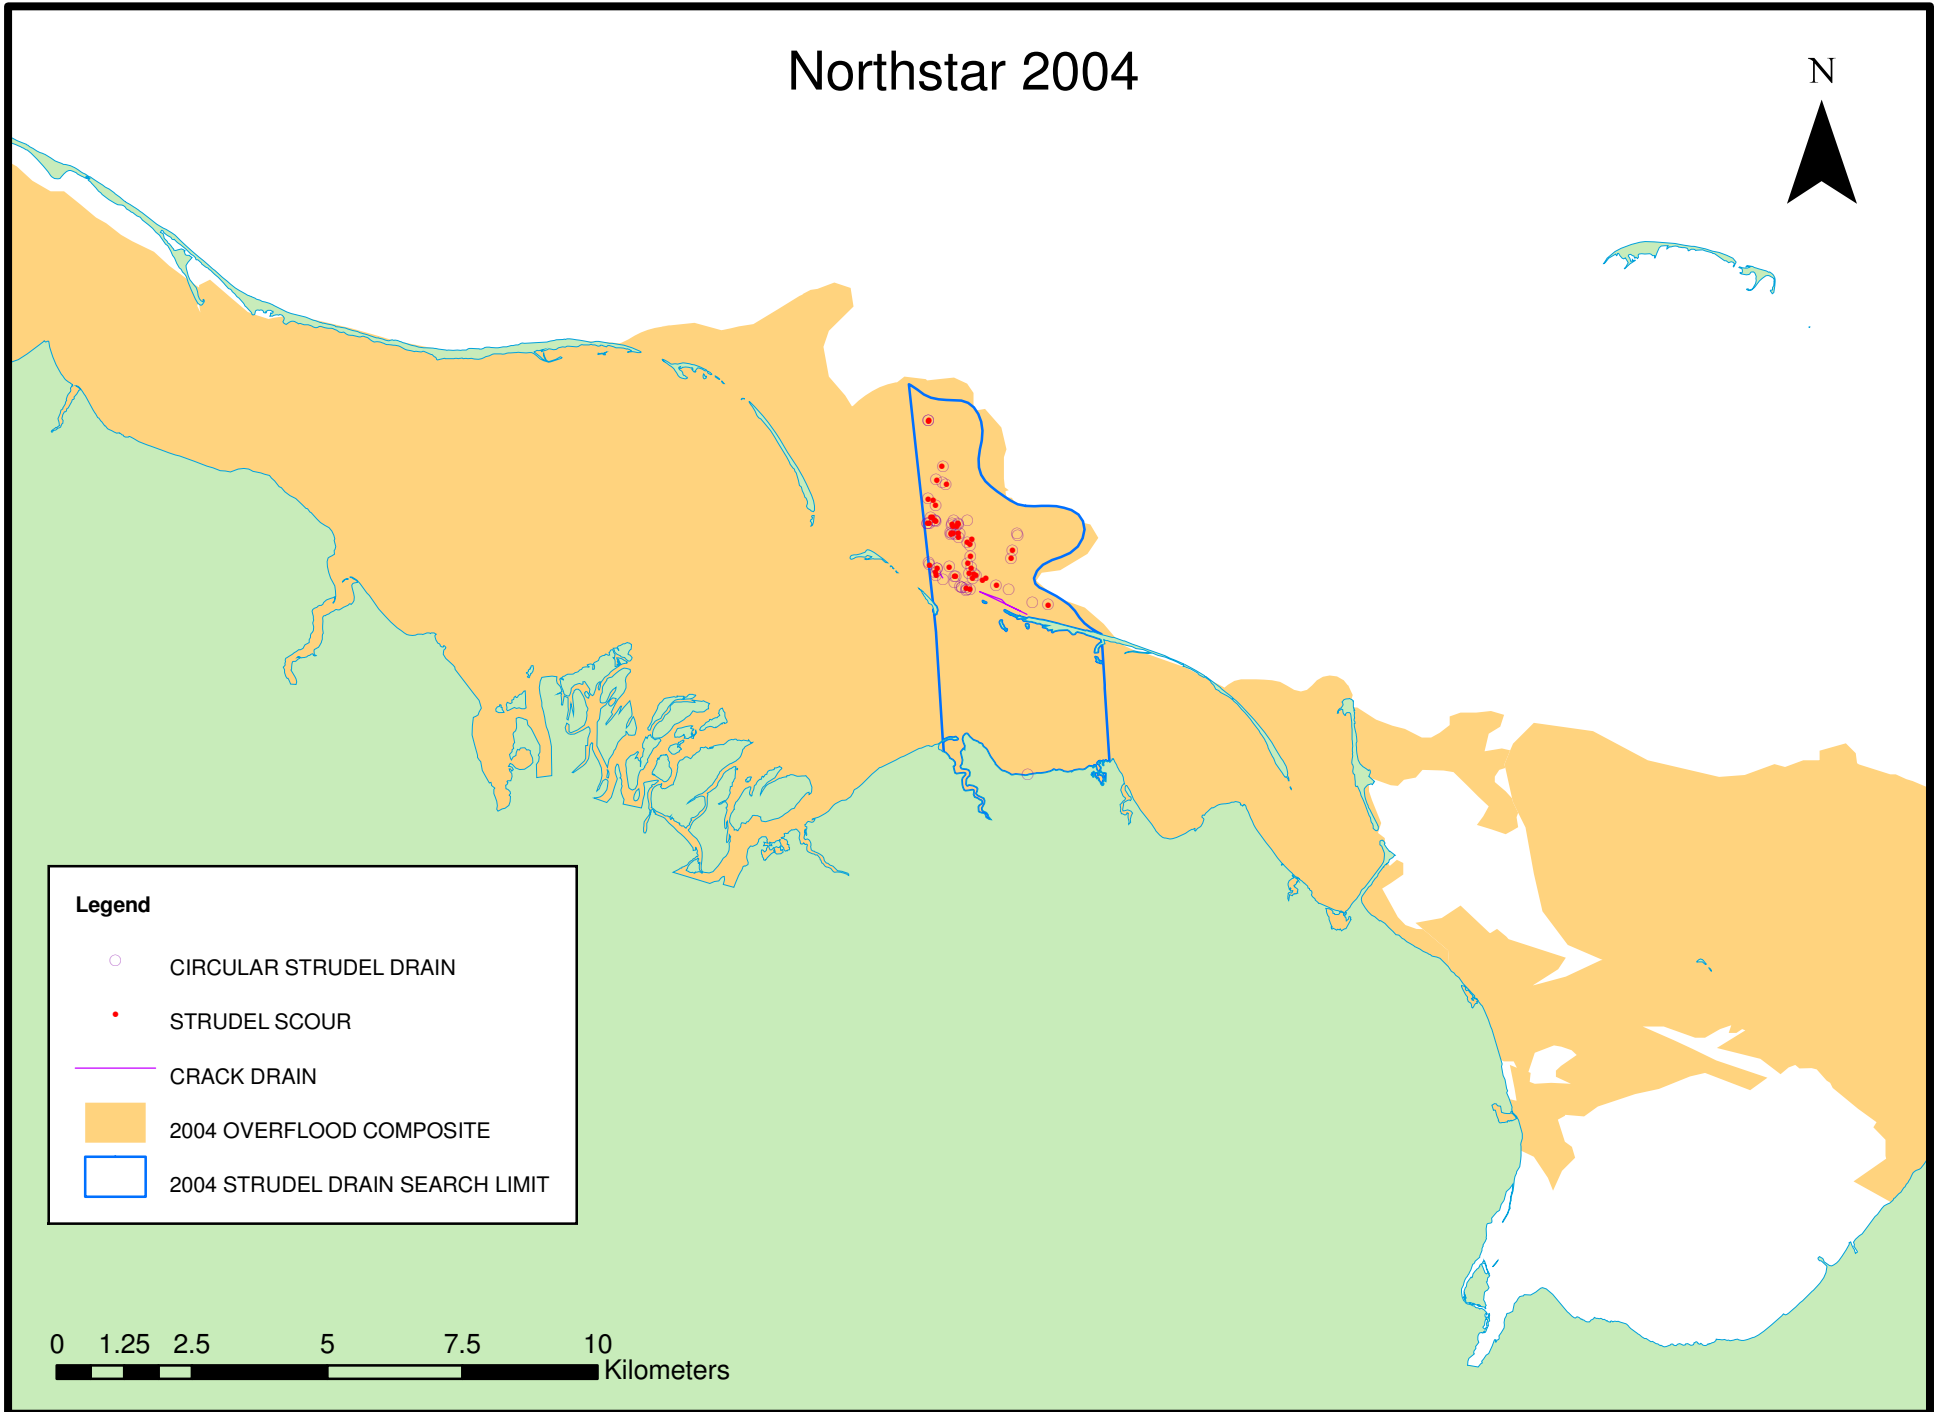 Northstar 2004
N
Legend
CIRCULAR STRUDEL DRAIN
STRUDEL SCOUR
CRACK DRAIN
2004 OVERFLOOD COMPOSITE
2004 STRUDEL DRAIN SEARCH LIMIT
0 1.25 2.5 5 7.5 10
Kilometers